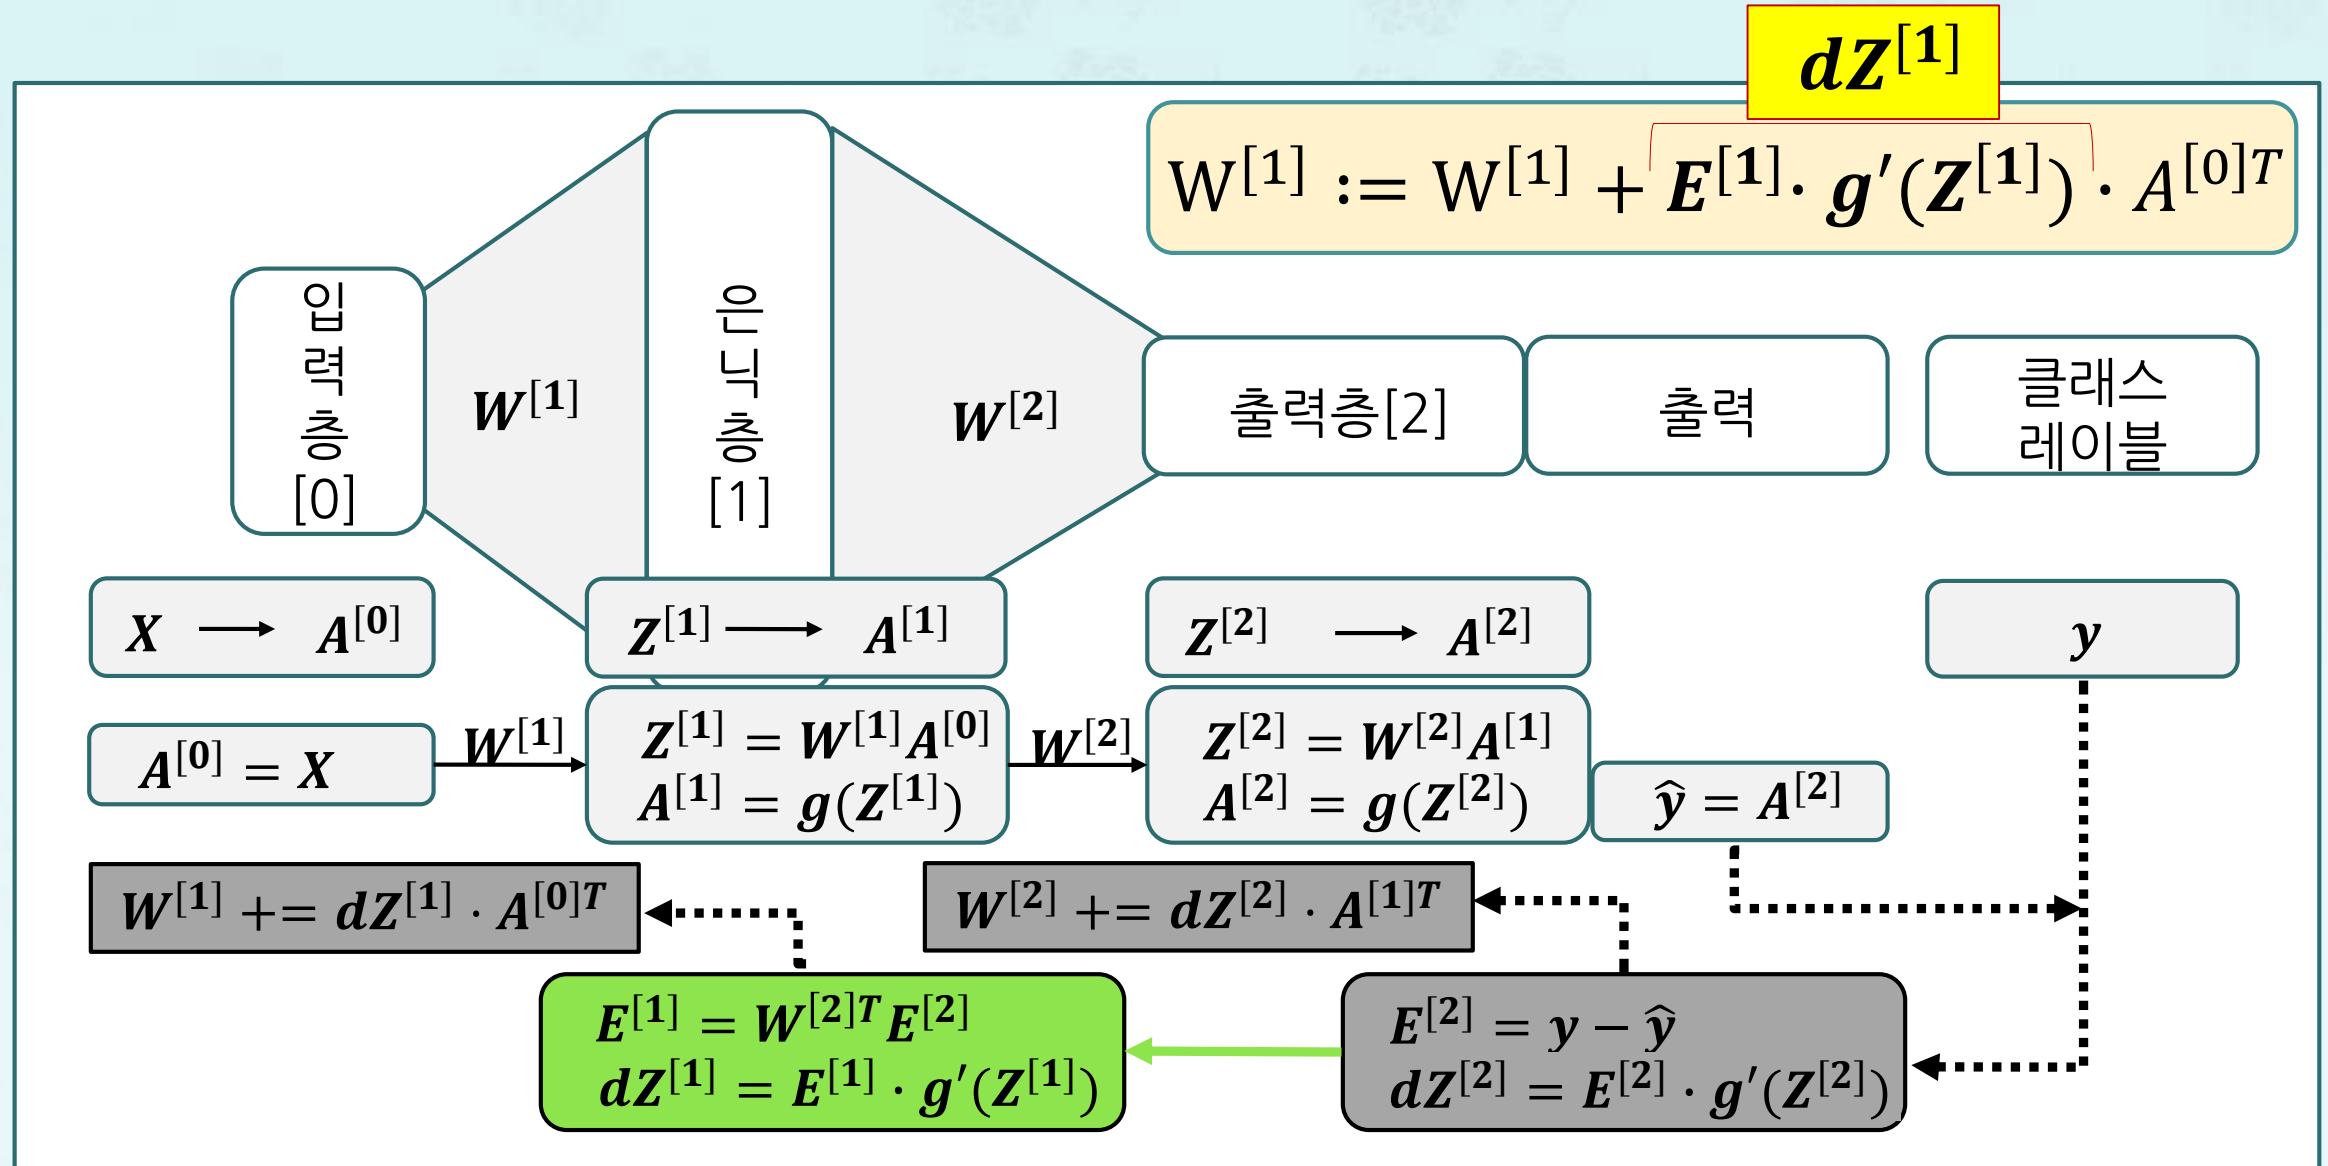 dZ^[1]
W^[1] := W^[1] + E^[1] · g′(Z^[1]) · A^[0]T
입
력
층
[0]
W^[1]
은
닉
층
[1]
W^[2]
출력층[2]
출력
클래스
레이블
X → A^[0]
Z^[1] → A^[1]
Z^[2] → A^[2]
y
A^[0] = X
W^[1]
Z^[1] = W^[1]A^[0]
A^[1] = g(Z^[1])
W^[2]
Z^[2] = W^[2]A^[1]
A^[2] = g(Z^[2])
ŷ = A^[2]
W^[1] += dZ^[1] · A^[0]T
W^[2] += dZ^[2] · A^[1]T
E^[1] = W^[2]T E^[2]
dZ^[1] = E^[1] · g′(Z^[1])
E^[2] = y − ŷ
dZ^[2] = E^[2] · g′(Z^[2])